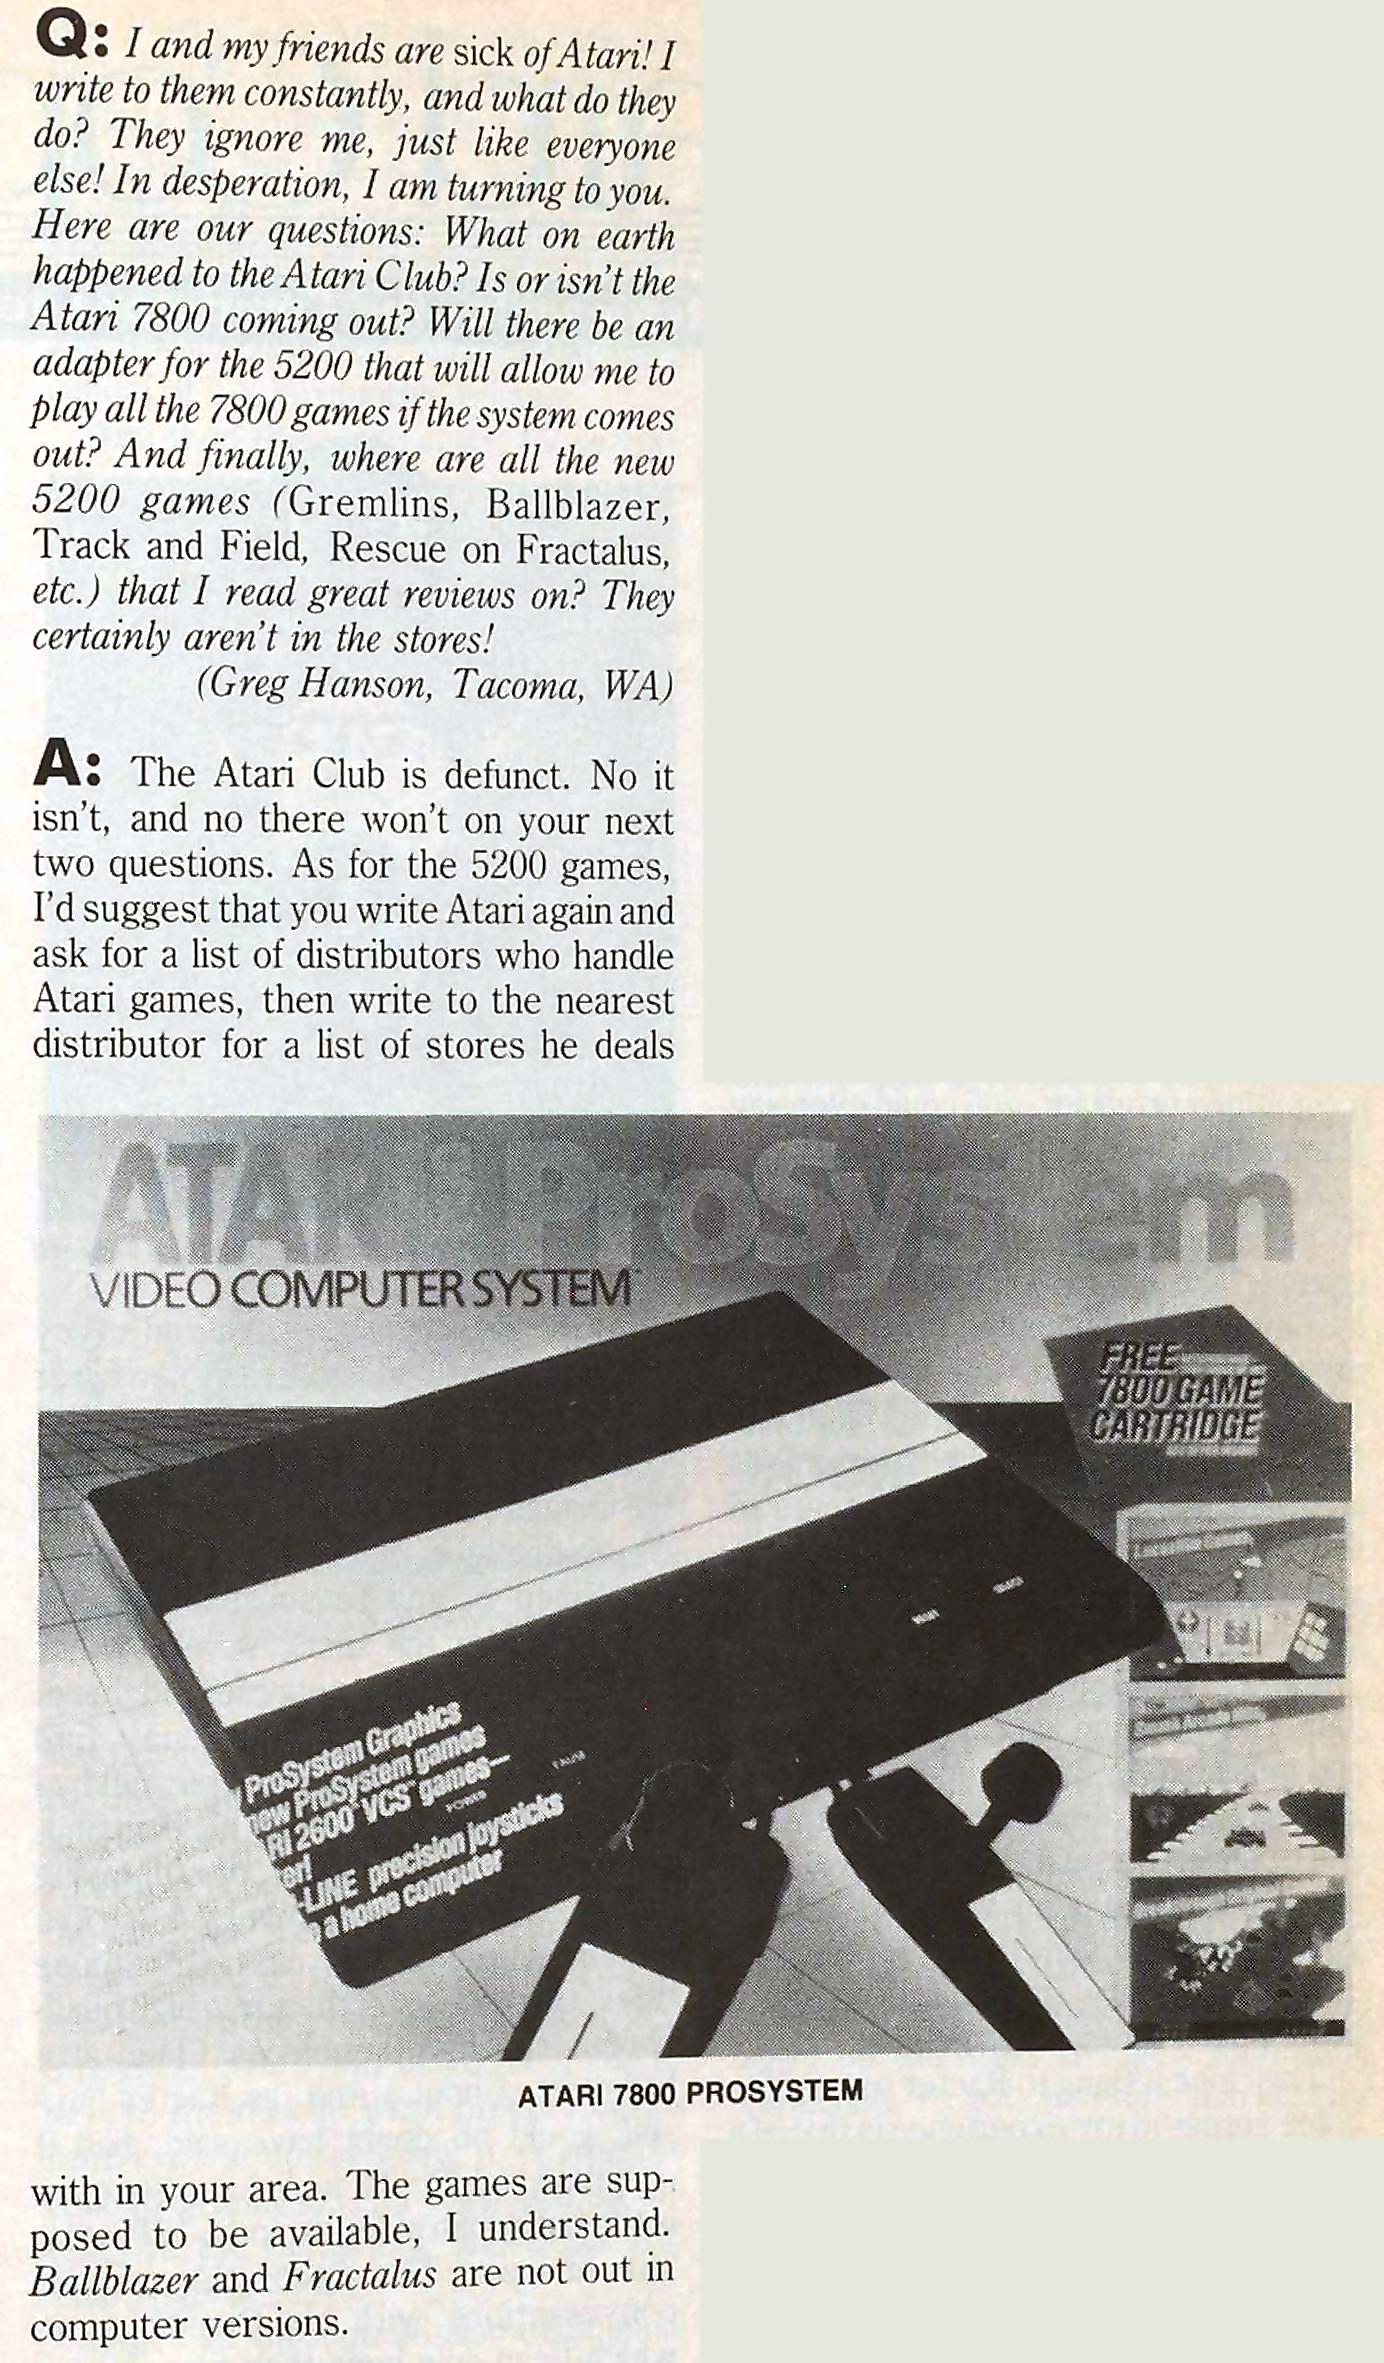 Q: I and my friends are sick of Atari! I
write to them constantly, and what do they
do? They ignore me, just like everyone
else! In desperation, I am turning to you.
Here are our questions: What on earth
happened to the Atari Club? Is or isn't the
Atari 7800 coming out? Will there be an
adapter for the 5200 that will allow me to
play all the 7800 games if the system comes
out? And finally, where are all the new
5200 games (Gremlins, Ballblazer,
Track and Field, Rescue on Fractalus,
etc.) that I read great reviews on? They
certainly aren't in the stores!
(Greg Hanson, Tacoma, WA)
A: The Atari Club is defunct. No it
isn't, and no there won't on your next
two questions. As for the 5200 games,
I'd suggest that you write Atari again and
ask for a list of distributors who handle
Atari games, then write to the nearest
distributor for a list of stores he deals
ATARI ProSystem
VIDEO COMPUTER SYSTEM
FREE
7800 GAME
CARTRIDGE
ProSystem Graphics
new ProSystem games
RI 2600 VCS games—
er!
-LINE precision joysticks
a home computer
POWER
PAUSE
ATARI 7800 PROSYSTEM
with in your area. The games are sup-
posed to be available, I understand.
Ballblazer and Fractalus are not out in
computer versions.